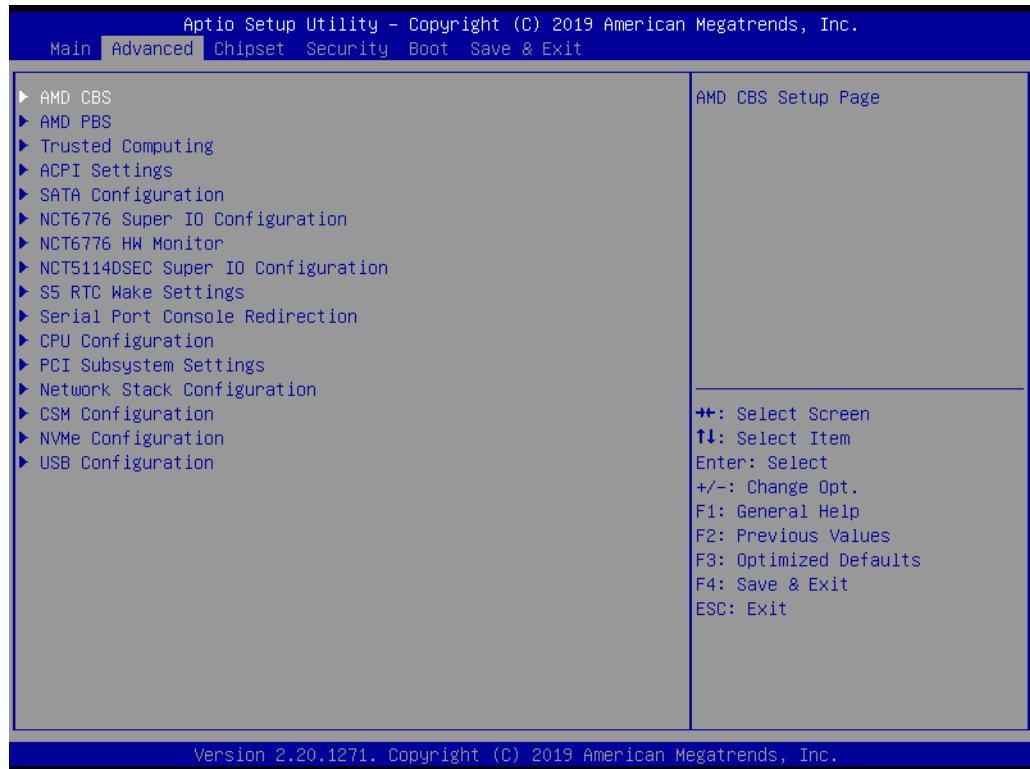 Aptio Setup Utility – Copyright (C) 2019 American Megatrends, Inc.
Main Advanced Chipset Security Boot Save & Exit
▶ AMD CBS
▶ AMD PBS
▶ Trusted Computing
▶ ACPI Settings
▶ SATA Configuration
▶ NCT6776 Super IO Configuration
▶ NCT6776 HW Monitor
▶ NCT5114DSEC Super IO Configuration
▶ S5 RTC Wake Settings
▶ Serial Port Console Redirection
▶ CPU Configuration
▶ PCI Subsystem Settings
▶ Network Stack Configuration
▶ CSM Configuration
▶ NVMe Configuration
▶ USB Configuration
AMD CBS Setup Page
→←: Select Screen
↑↓: Select Item
Enter: Select
+/-: Change Opt.
F1: General Help
F2: Previous Values
F3: Optimized Defaults
F4: Save & Exit
ESC: Exit
Version 2.20.1271. Copyright (C) 2019 American Megatrends, Inc.